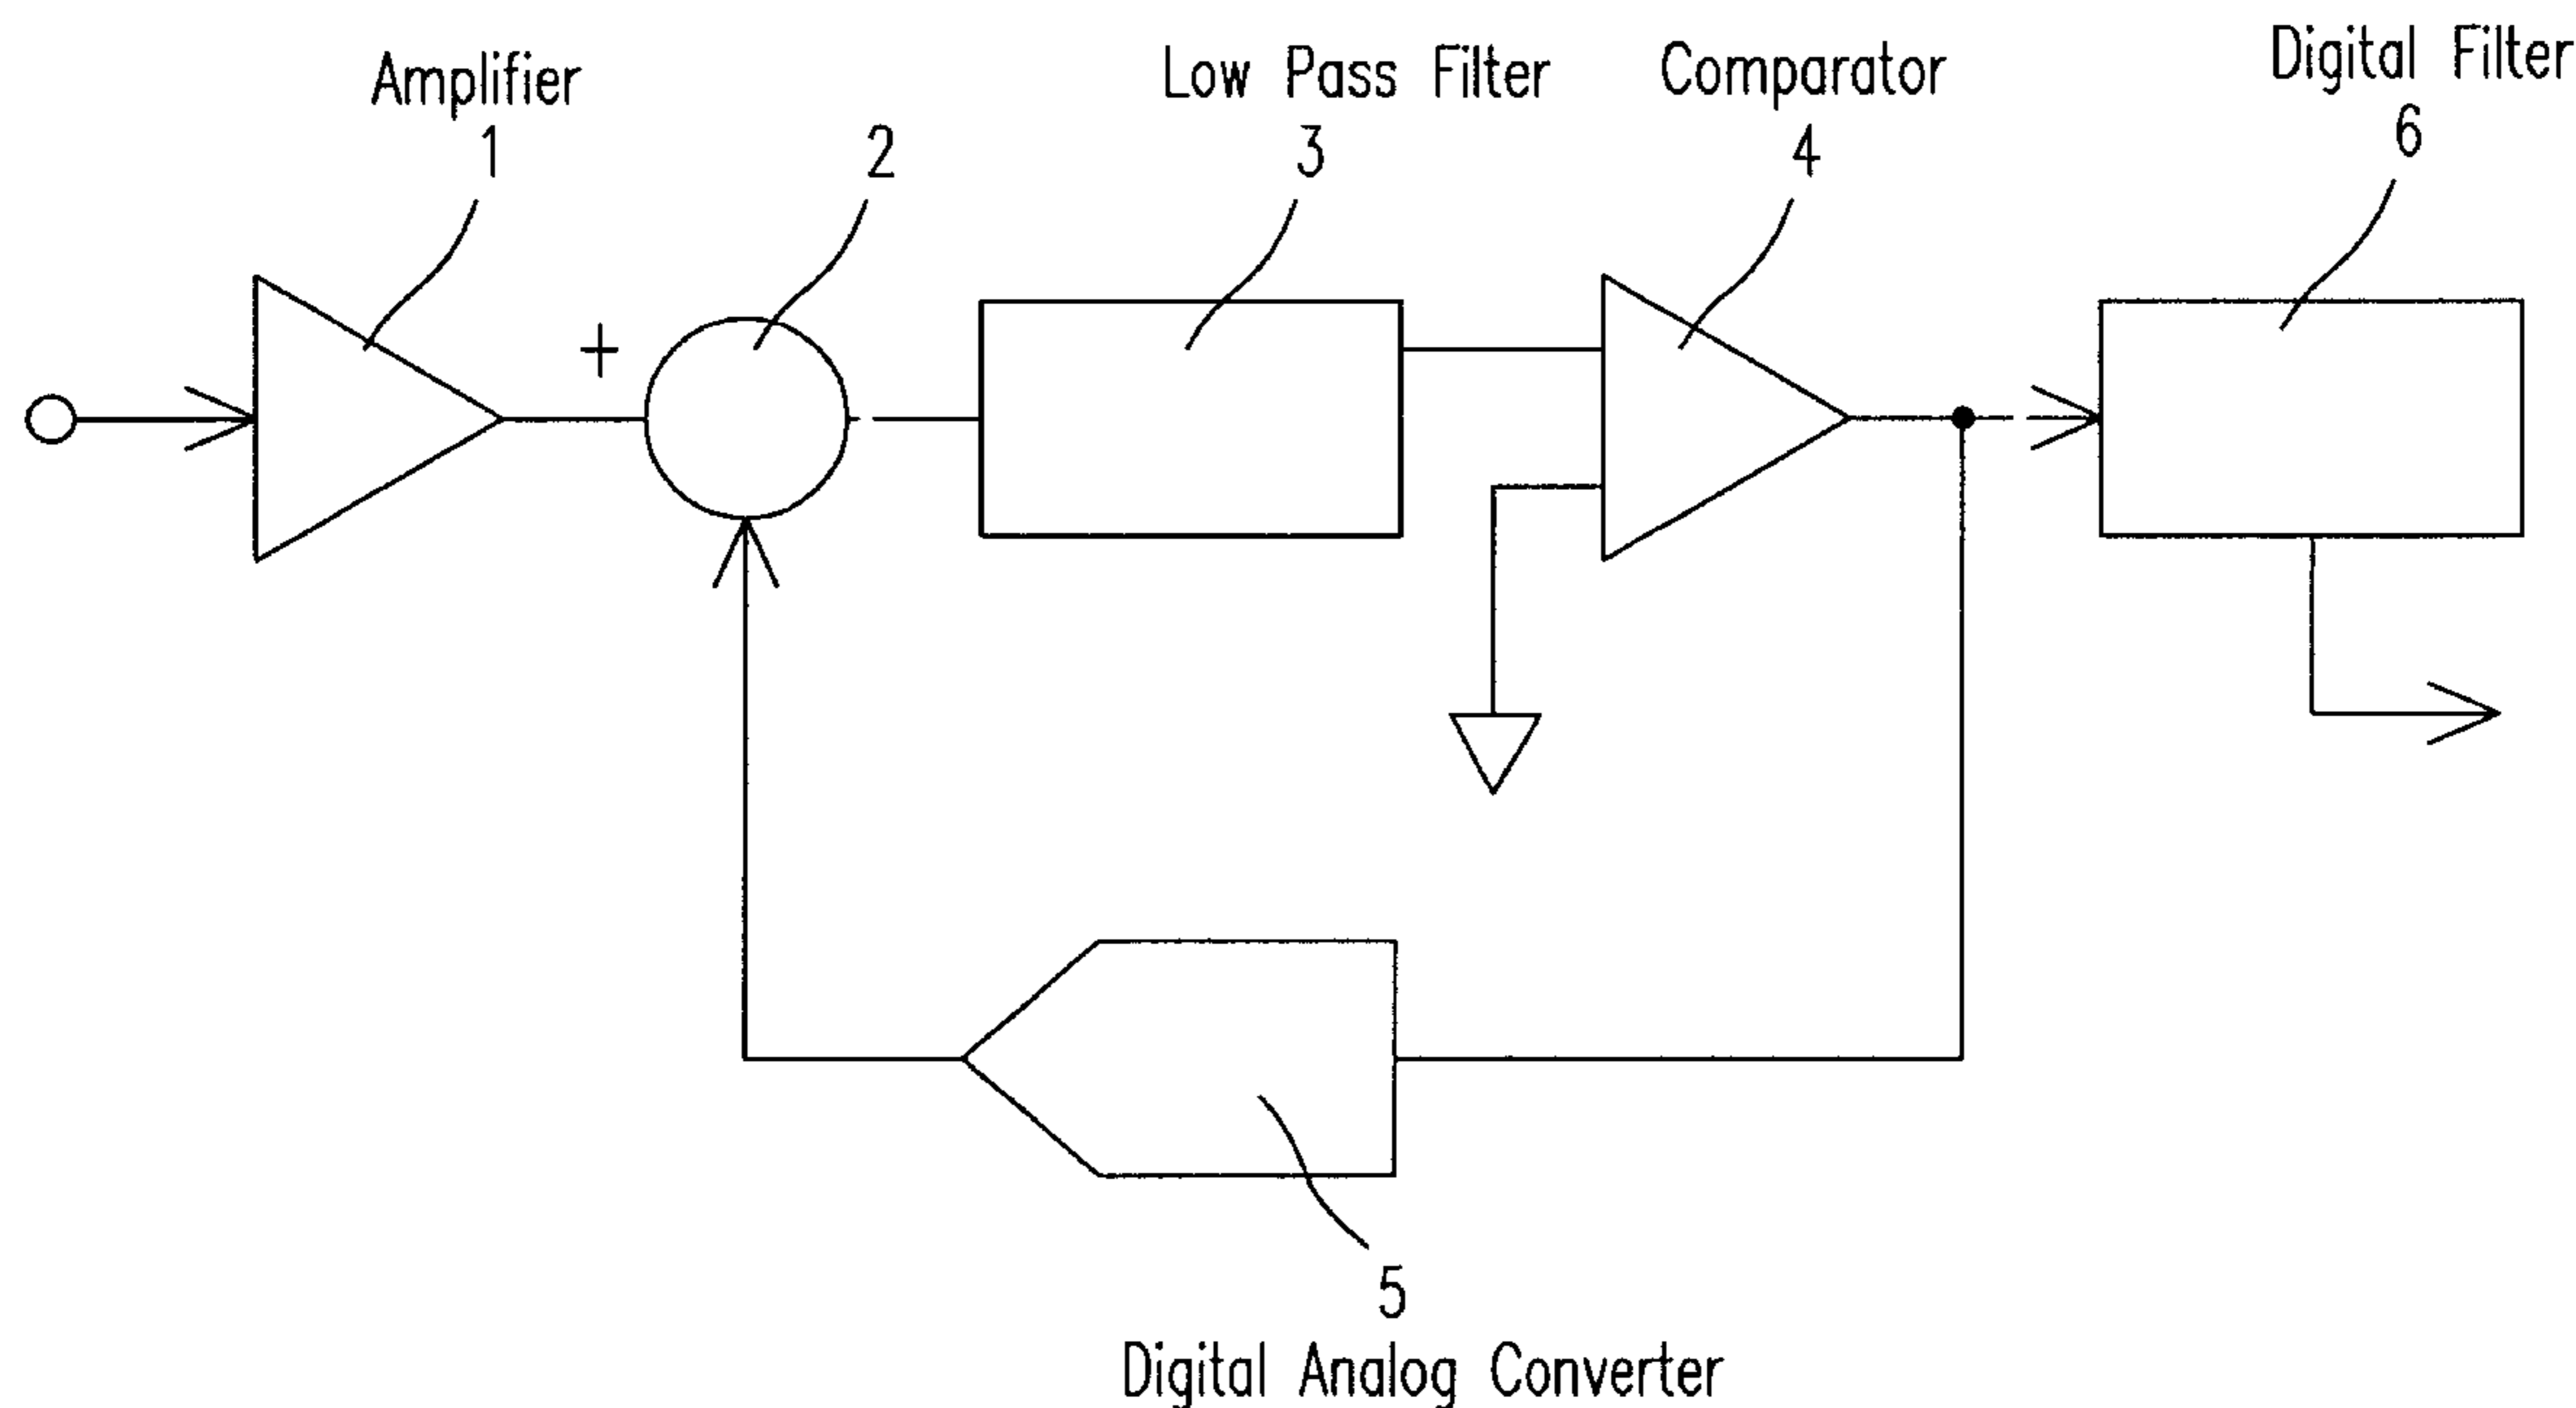 Amplifier
1
+
2
Low Pass Filter
3
Comparator
4
Digital Filter
6
5
Digital Analog Converter